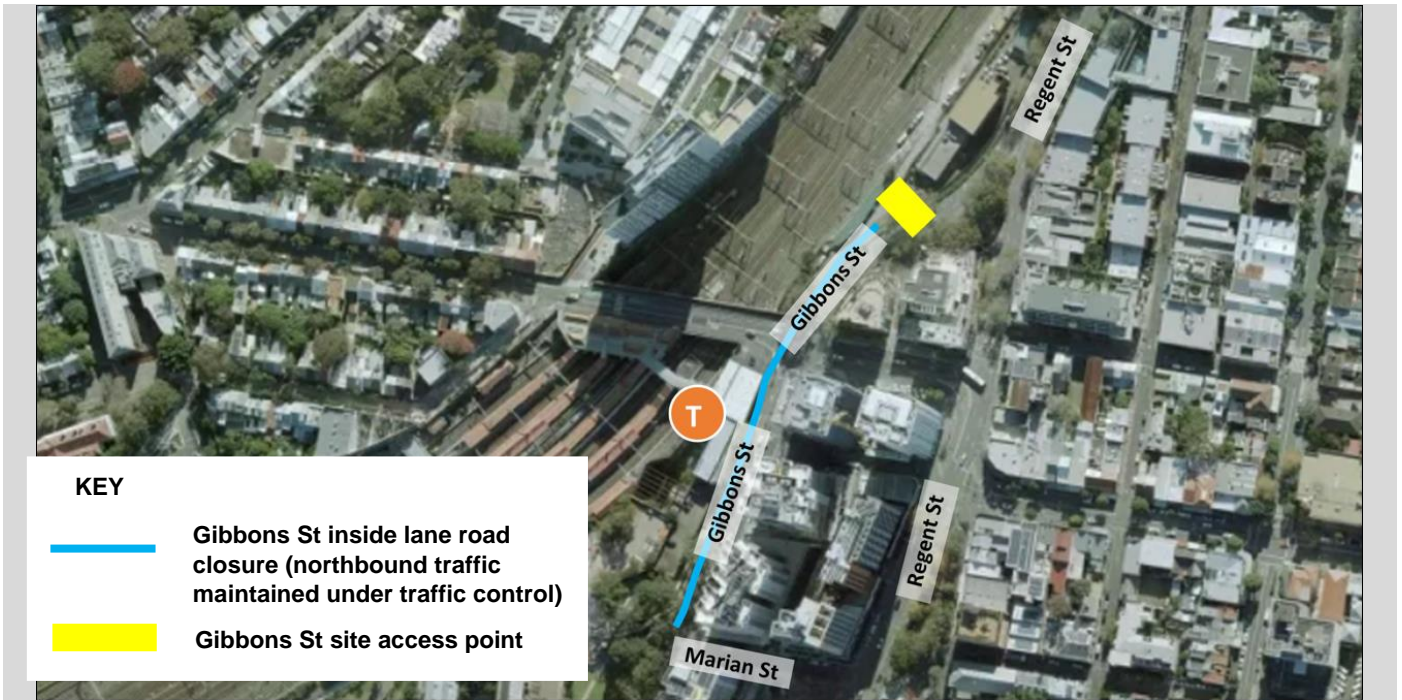 Regent St
Gibbons St
T
Gibbons St
Regent St
Marian St
KEY
Gibbons St inside lane road
closure (northbound traffic
maintained under traffic control)
Gibbons St site access point